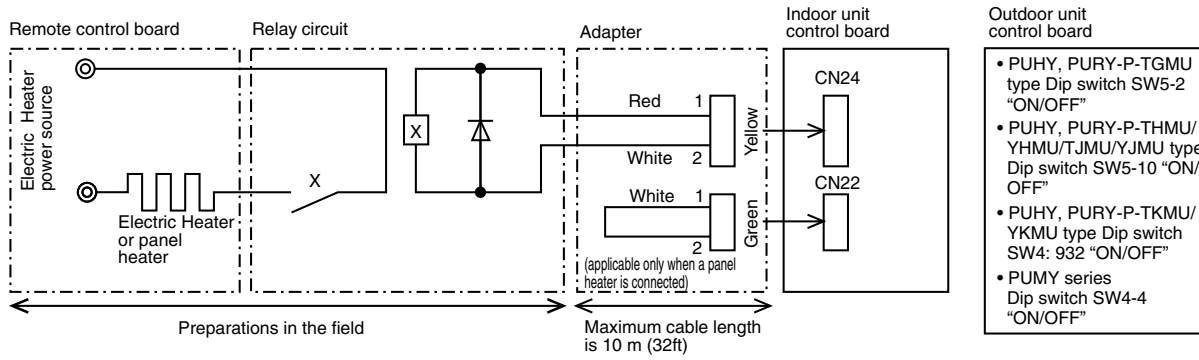 Remote control board
Relay circuit
Adapter
Indoor unit
control board
Outdoor unit
control board
Electric Heater
power source
Electric Heater
or panel
heater
X
X
Red 1
White 2
Yellow
White 1
2
Green
(applicable only when a panel
heater is connected)
CN24
CN22
• PUHY, PURY-P-TGMU
type Dip switch SW5-2
“ON/OFF”
• PUHY, PURY-P-THMU/
YHMU/TJMU/YJMU type
Dip switch SW5-10 “ON/
OFF”
• PUHY, PURY-P-TKMU/
YKMU type Dip switch
SW4: 932 “ON/OFF”
• PUMY series
Dip switch SW4-4
“ON/OFF”
Preparations in the field
Maximum cable length
is 10 m (32ft)